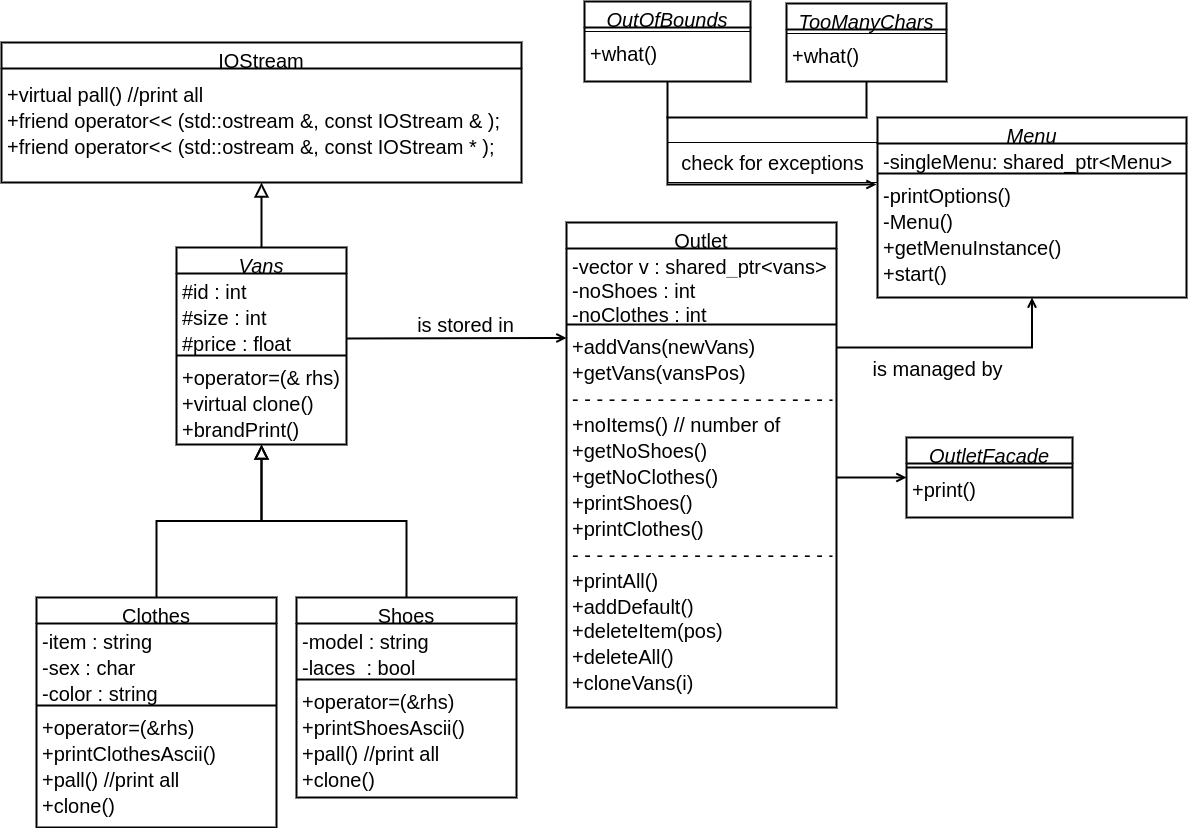 OutOfBounds
+what()
TooManyChars
+what()
IOStream
+virtual pall() //print all
+friend operator<< (std::ostream &, const IOStream & );
+friend operator<< (std::ostream &, const IOStream * );
check for exceptions
Menu
-singleMenu: shared_ptr<Menu>
-printOptions()
-Menu()
+getMenuInstance()
+start()
Vans
#id : int
#size : int
#price : float
+operator=(& rhs)
+virtual clone()
+brandPrint()
is stored in
Outlet
-vector v : shared_ptr<vans>
-noShoes : int
-noClothes : int
+addVans(newVans)
+getVans(vansPos)
+noItems() // number of
+getNoShoes()
+getNoClothes()
+printShoes()
+printClothes()
+printAll()
+addDefault()
+deleteItem(pos)
+deleteAll()
+cloneVans(i)
is managed by
OutletFacade
+print()
Clothes
-item : string
-sex : char
-color : string
+operator=(&rhs)
+printClothesAscii()
+pall() //print all
+clone()
Shoes
-model : string
-laces  : bool
+operator=(&rhs)
+printShoesAscii()
+pall() //print all
+clone()